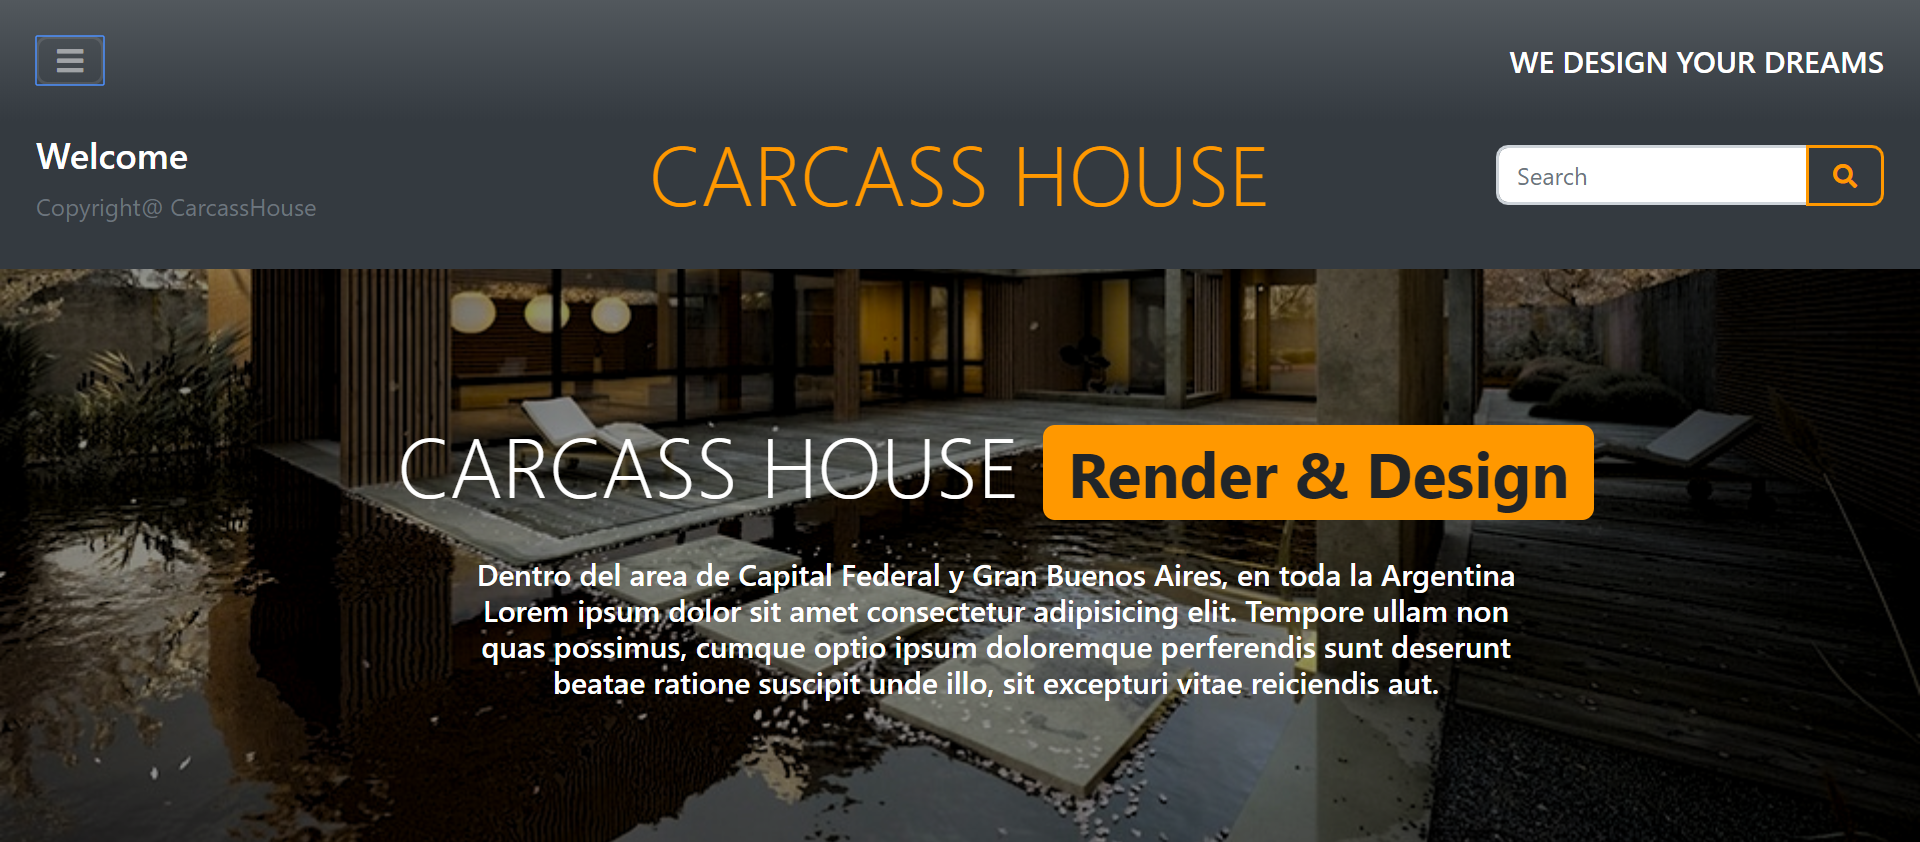 WE DESIGN YOUR DREAMS
Welcome
Copyright@ CarcassHouse
CARCASS HOUSE
Search
CARCASS HOUSE Render & Design
Dentro del area de Capital Federal y Gran Buenos Aires, en toda la Argentina
Lorem ipsum dolor sit amet consectetur adipisicing elit. Tempore ullam non
quas possimus, cumque optio ipsum doloremque perferendis sunt deserunt
beatae ratione suscipit unde illo, sit excepturi vitae reiciendis aut.